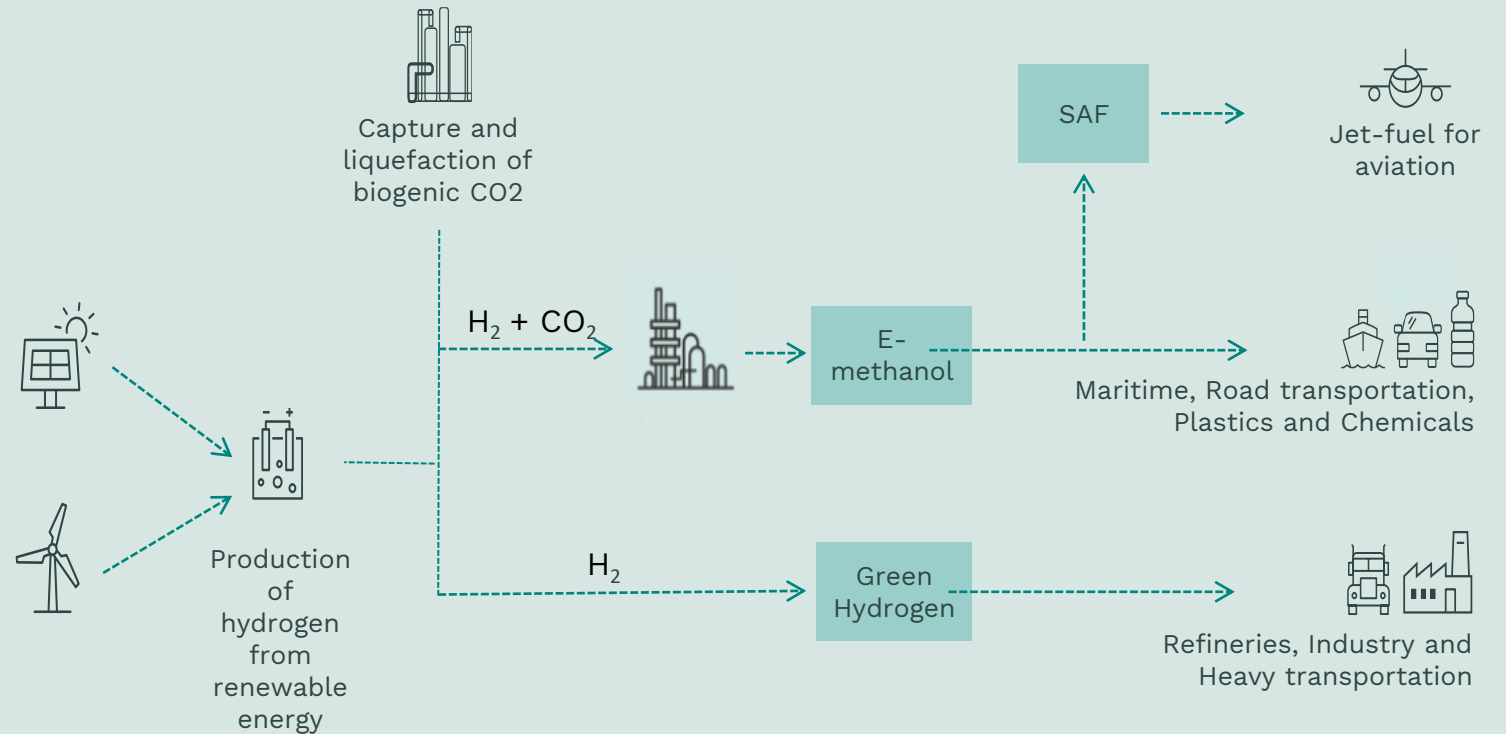 Capture and
liquefaction of
biogenic CO2
SAF
Jet-fuel for
aviation
H₂ + CO₂
E-
methanol
Maritime, Road transportation,
Plastics and Chemicals
- +
Production
of
hydrogen
from
renewable
energy
H₂
Green
Hydrogen
Refineries, Industry and
Heavy transportation